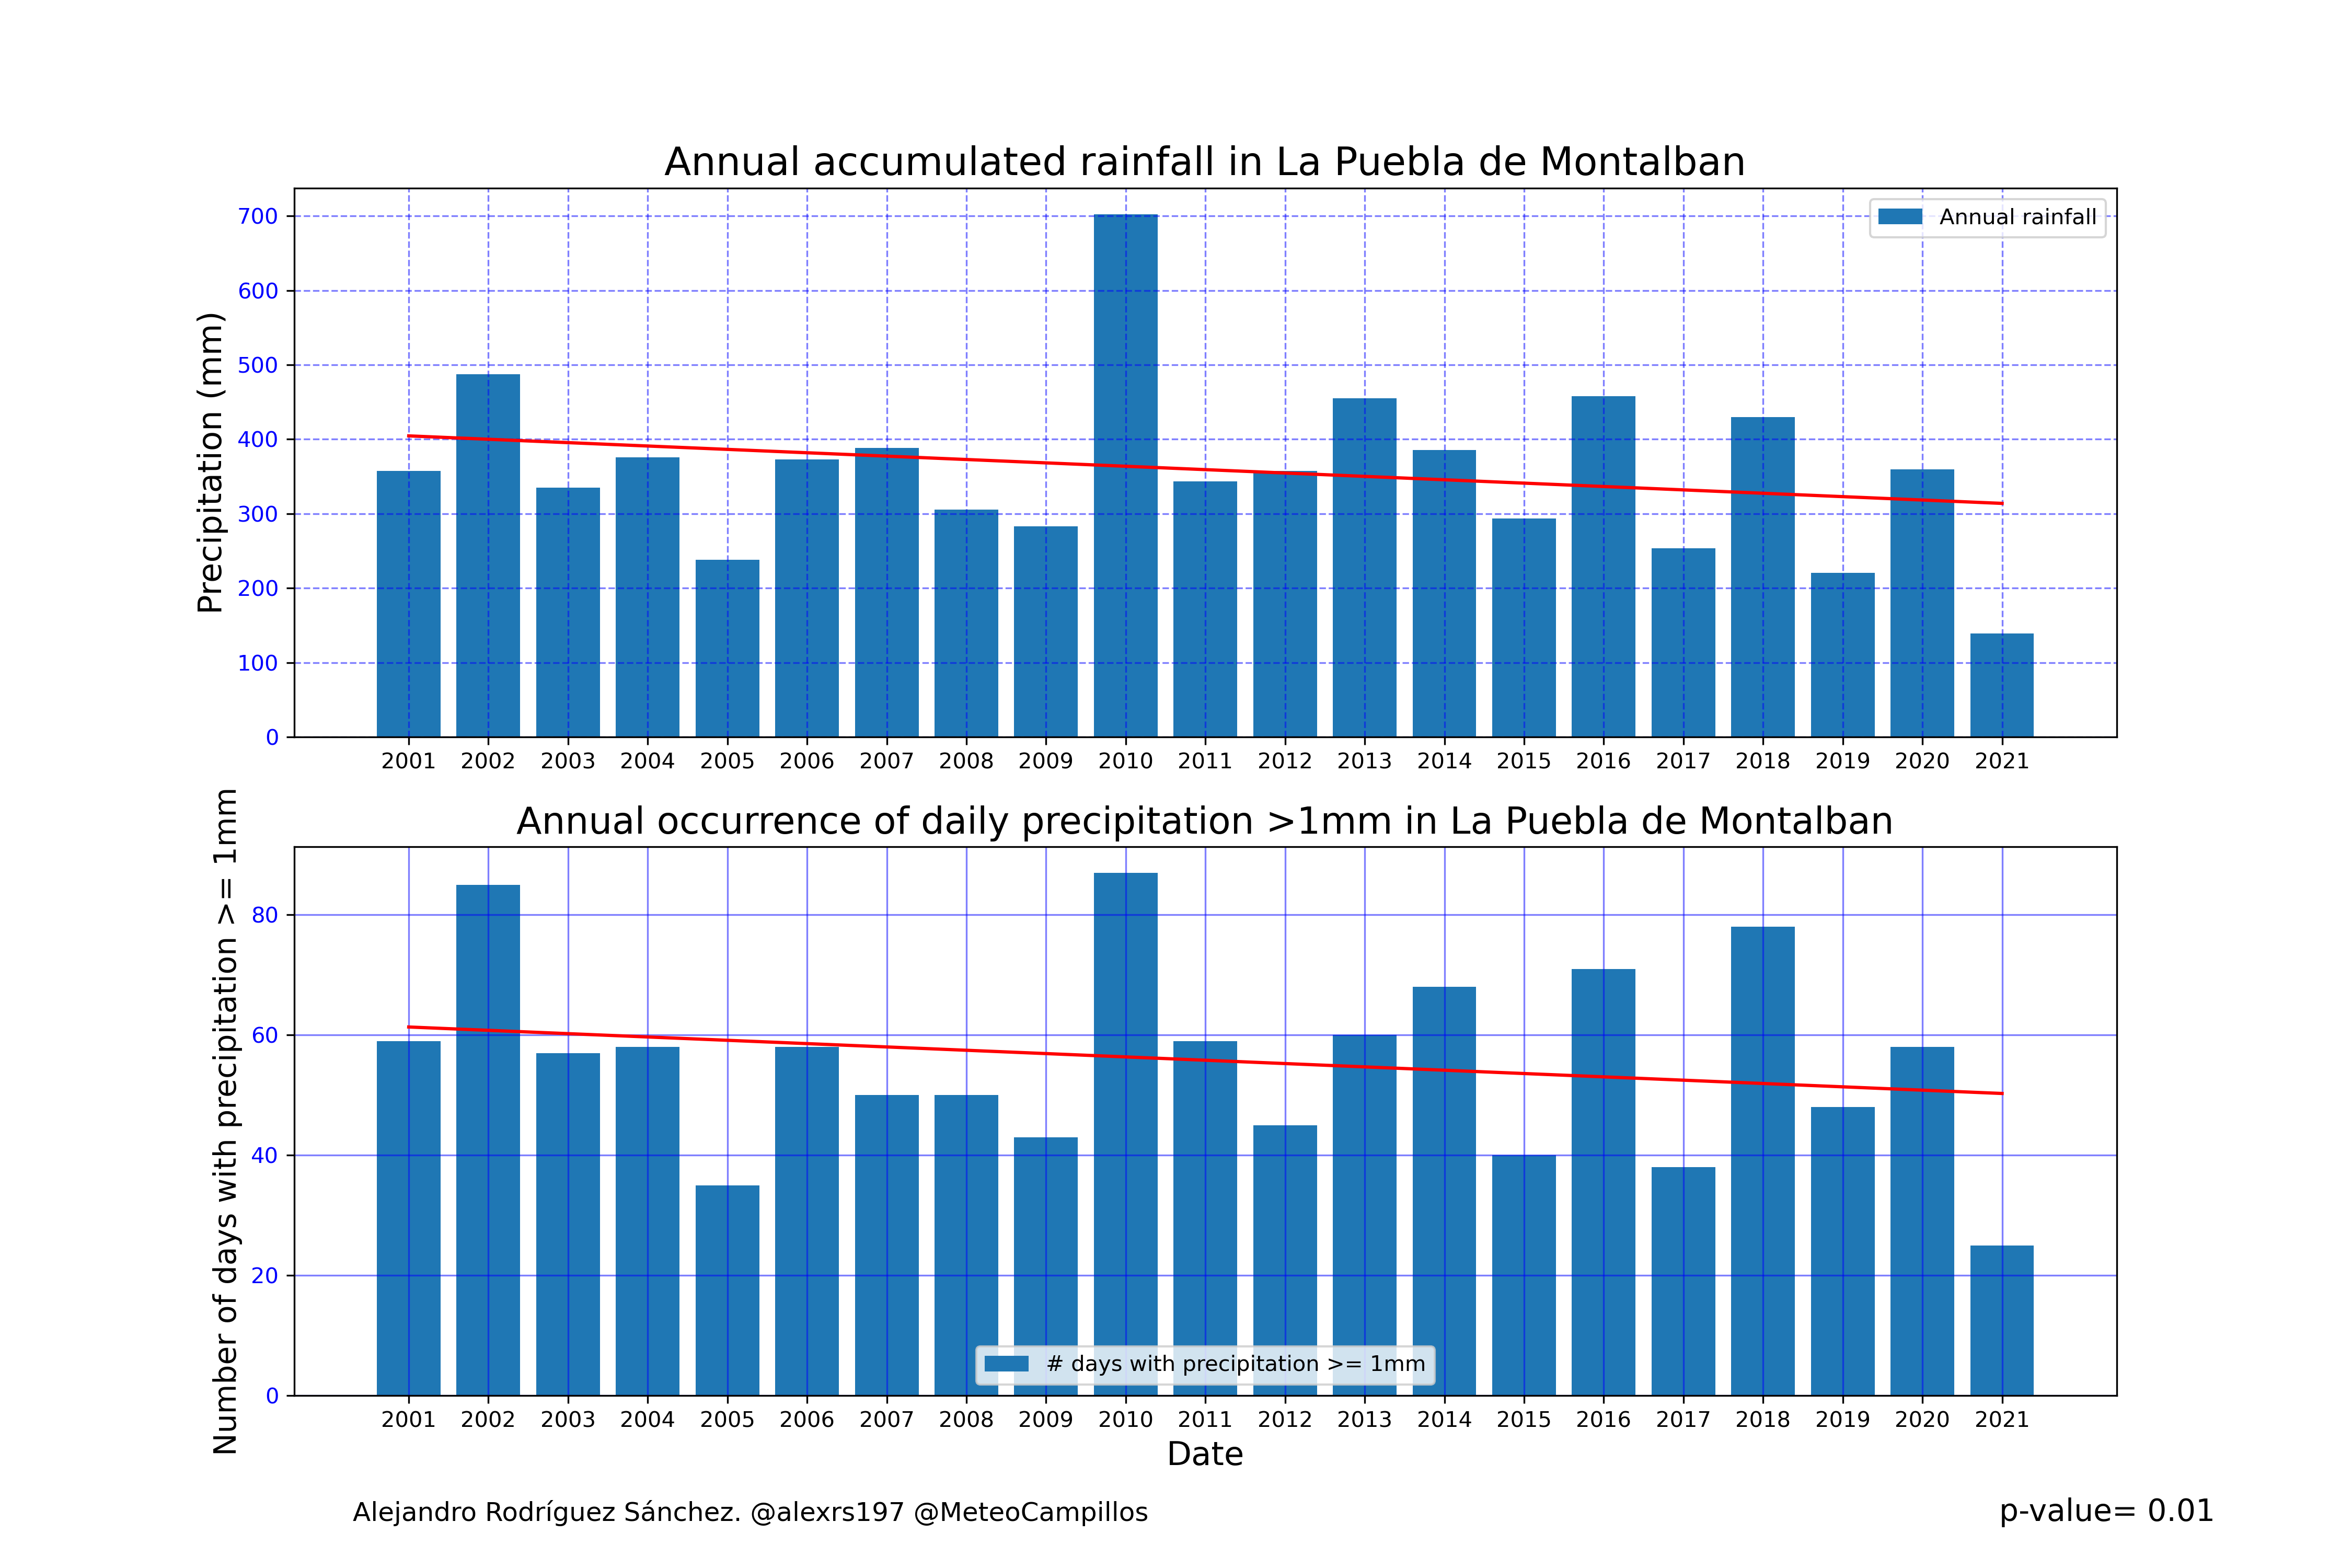 Annual accumulated rainfall in La Puebla de Montalban
Precipitation (mm)
700
600
500
400
300
200
100
0
Annual rainfall
2001 2002 2003 2004 2005 2006 2007 2008 2009 2010 2011 2012 2013 2014 2015 2016 2017 2018 2019 2020 2021
Annual occurrence of daily precipitation >1mm in La Puebla de Montalban
Number of days with precipitation >= 1mm
80
60
40
20
0
# days with precipitation >= 1mm
2001 2002 2003 2004 2005 2006 2007 2008 2009 2010 2011 2012 2013 2014 2015 2016 2017 2018 2019 2020 2021
Date
Alejandro Rodríguez Sánchez. @alexrs197 @MeteoCampillos
p-value= 0.01